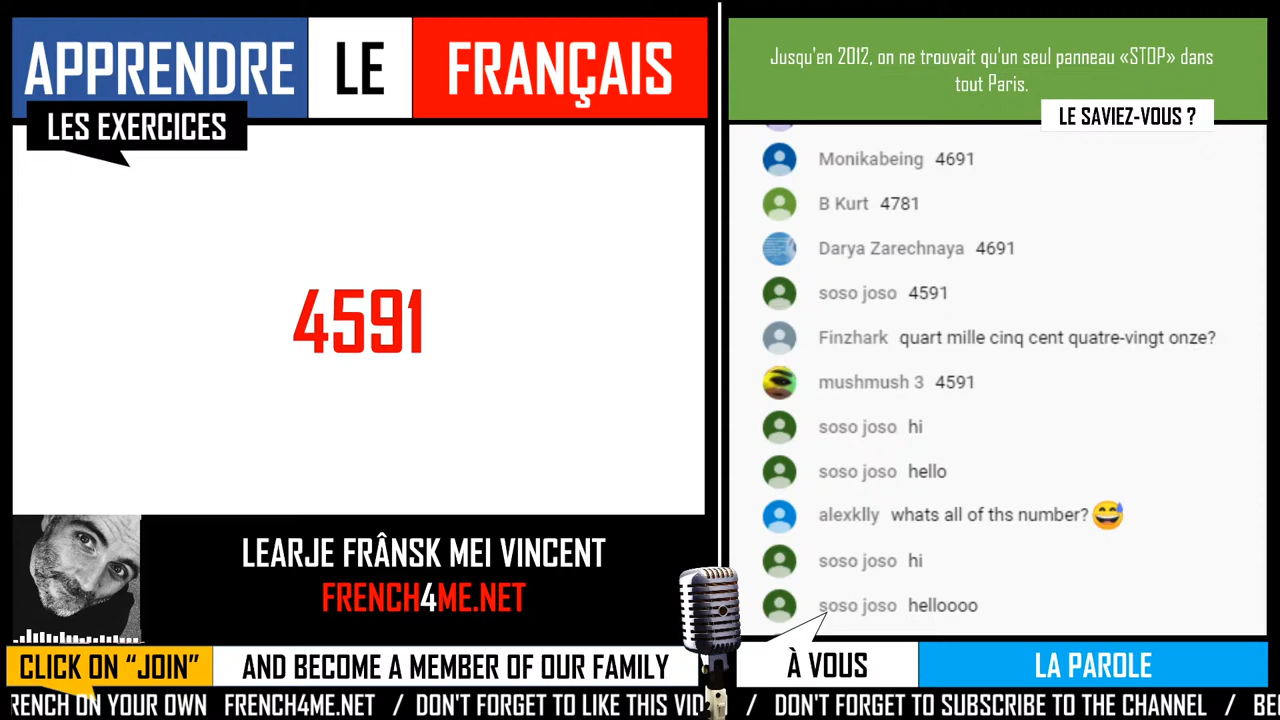 APPRENDRE LE FRANÇAIS
LES EXERCICES
4591
LEARJE FRÂNSK MEI VINCENT
FRENCH4ME.NET
CLICK ON “JOIN” AND BECOME A MEMBER OF OUR FAMILY
Jusqu'en 2012, on ne trouvait qu'un seul panneau «STOP» dans
tout Paris.
LE SAVIEZ-VOUS ?
Monikabeing 4691
B Kurt 4781
Darya Zarechnaya 4691
soso joso 4591
Finzhark quart mille cinq cent quatre-vingt onze?
mushmush 3 4591
soso joso hi
soso joso hello
alexklly whats all of ths number?😅
soso joso hi
soso joso helloooo
À VOUS LA PAROLE
RENCH ON YOUR OWN FRENCH4ME.NET / DON'T FORGET TO LIKE THIS VID / DON'T FORGET TO SUBSCRIBE TO THE CHANNEL / BE